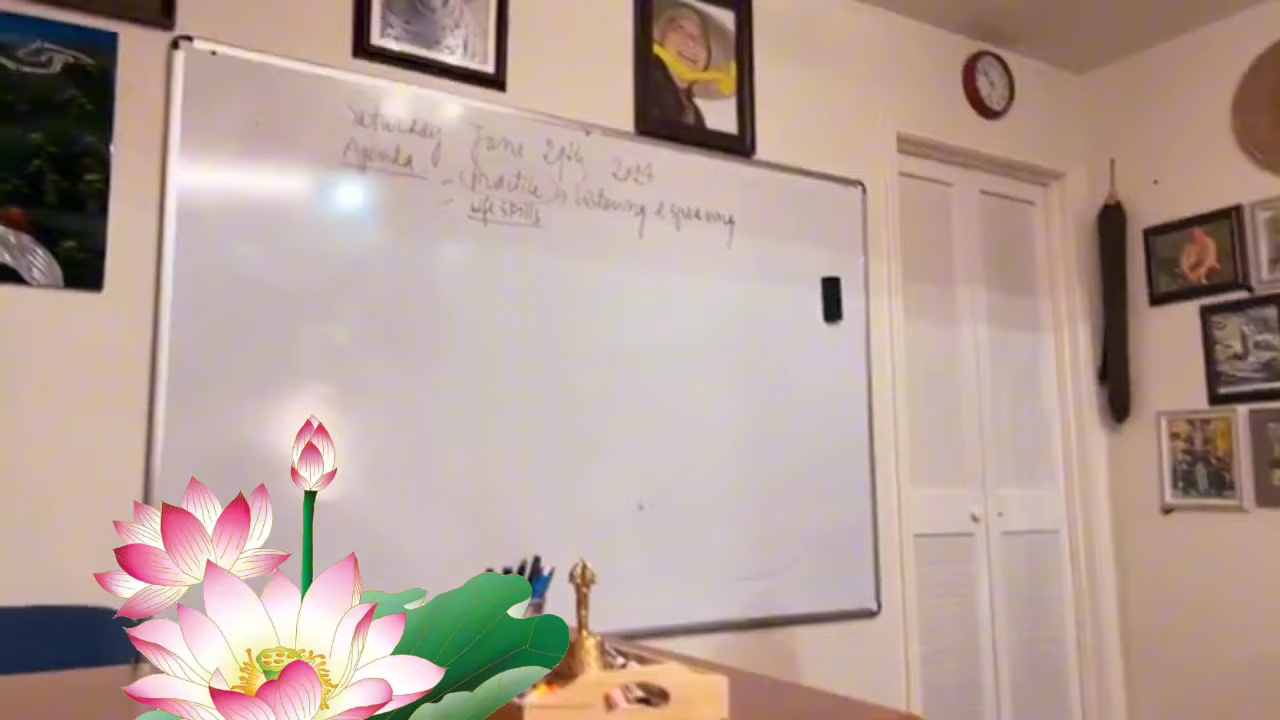 Saturday June 29th 2024
Agenda - Practice → Listening & speaking
- Life Skills